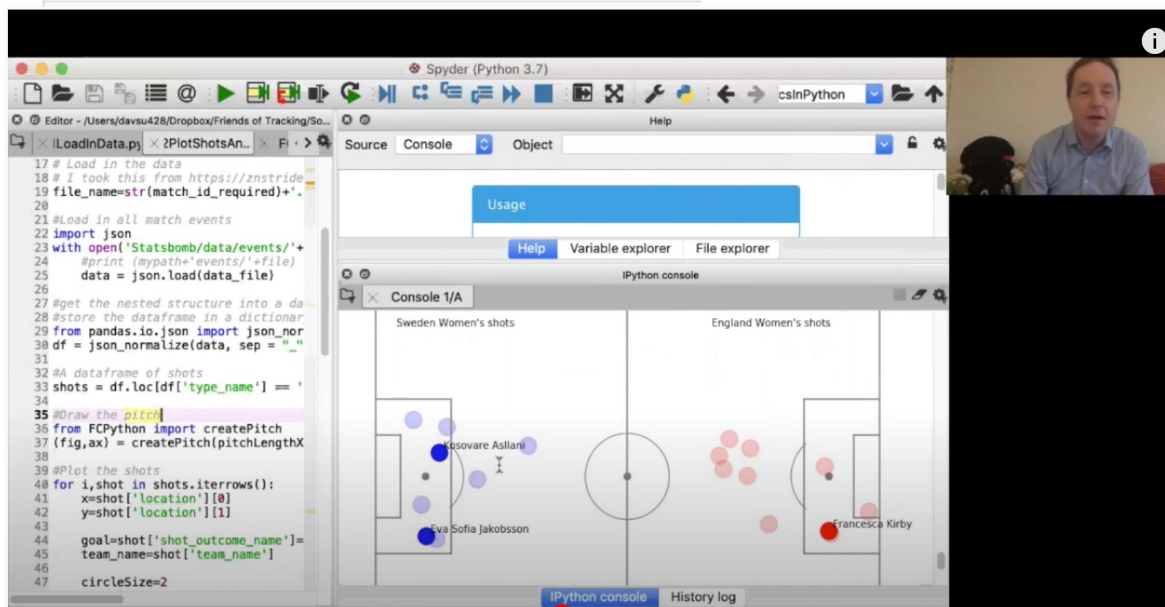 Spyder (Python 3.7)
csInPython
Editor - /Users/davsu428/Dropbox/Friends of Tracking/So...
Help
LoadInData.py
2PlotShotsAn...
Source
Console
Object
Usage
Help
Variable explorer
File explorer
17 # Load in the data
18 # I took this from https://znstride
19 file_name=str(match_id_required)+'.
20
21 #Load in all match events
22 import json
23 with open('Statsbomb/data/events/'+
24 #print (mypath+'events/'+file)
25 data = json.load(data_file)
26
27 #get the nested structure into a da
28 #store the dataframe in a dictionar
29 from pandas.io.json import json_nor
30 df = json_normalize(data, sep = "_"
31
32 #A dataframe of shots
33 shots = df.loc[df['type_name'] == '
34
35 #Draw the pitch
36 from FCPython import createPitch
37 (fig,ax) = createPitch(pitchLengthX
38
39 #Plot the shots
40 for i,shot in shots.iterrows():
41 x=shot['location'][0]
42 y=shot['location'][1]
43
44 goal=shot['shot_outcome_name']=
45 team_name=shot['team_name']
46
47 circleSize=2
IPython console
Console 1/A
Sweden Women's shots
England Women's shots
Kosovare Asllani
Eva Sofia Jakobsson
Francesca Kirby
IPython console
History log